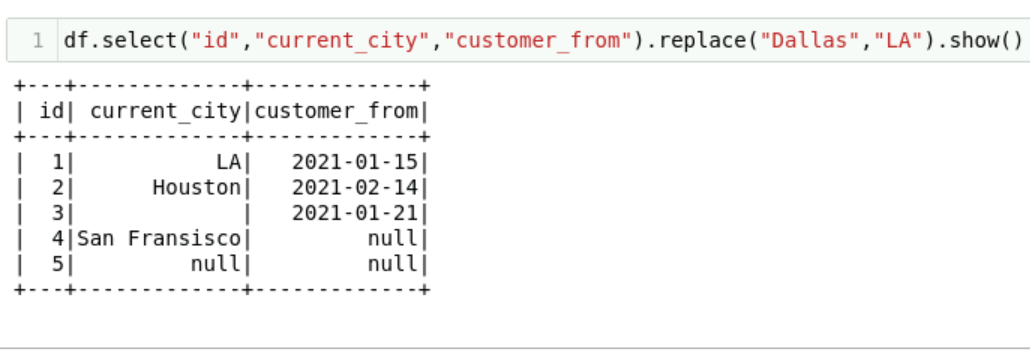 1 df.select("id","current_city","customer_from").replace("Dallas","LA").show()
+---+-------------+-------------+
| id| current_city|customer_from|
+---+-------------+-------------+
|  1|           LA|   2021-01-15|
|  2|      Houston|   2021-02-14|
|  3|             |   2021-01-21|
|  4|San Fransisco|         null|
|  5|         null|         null|
+---+-------------+-------------+